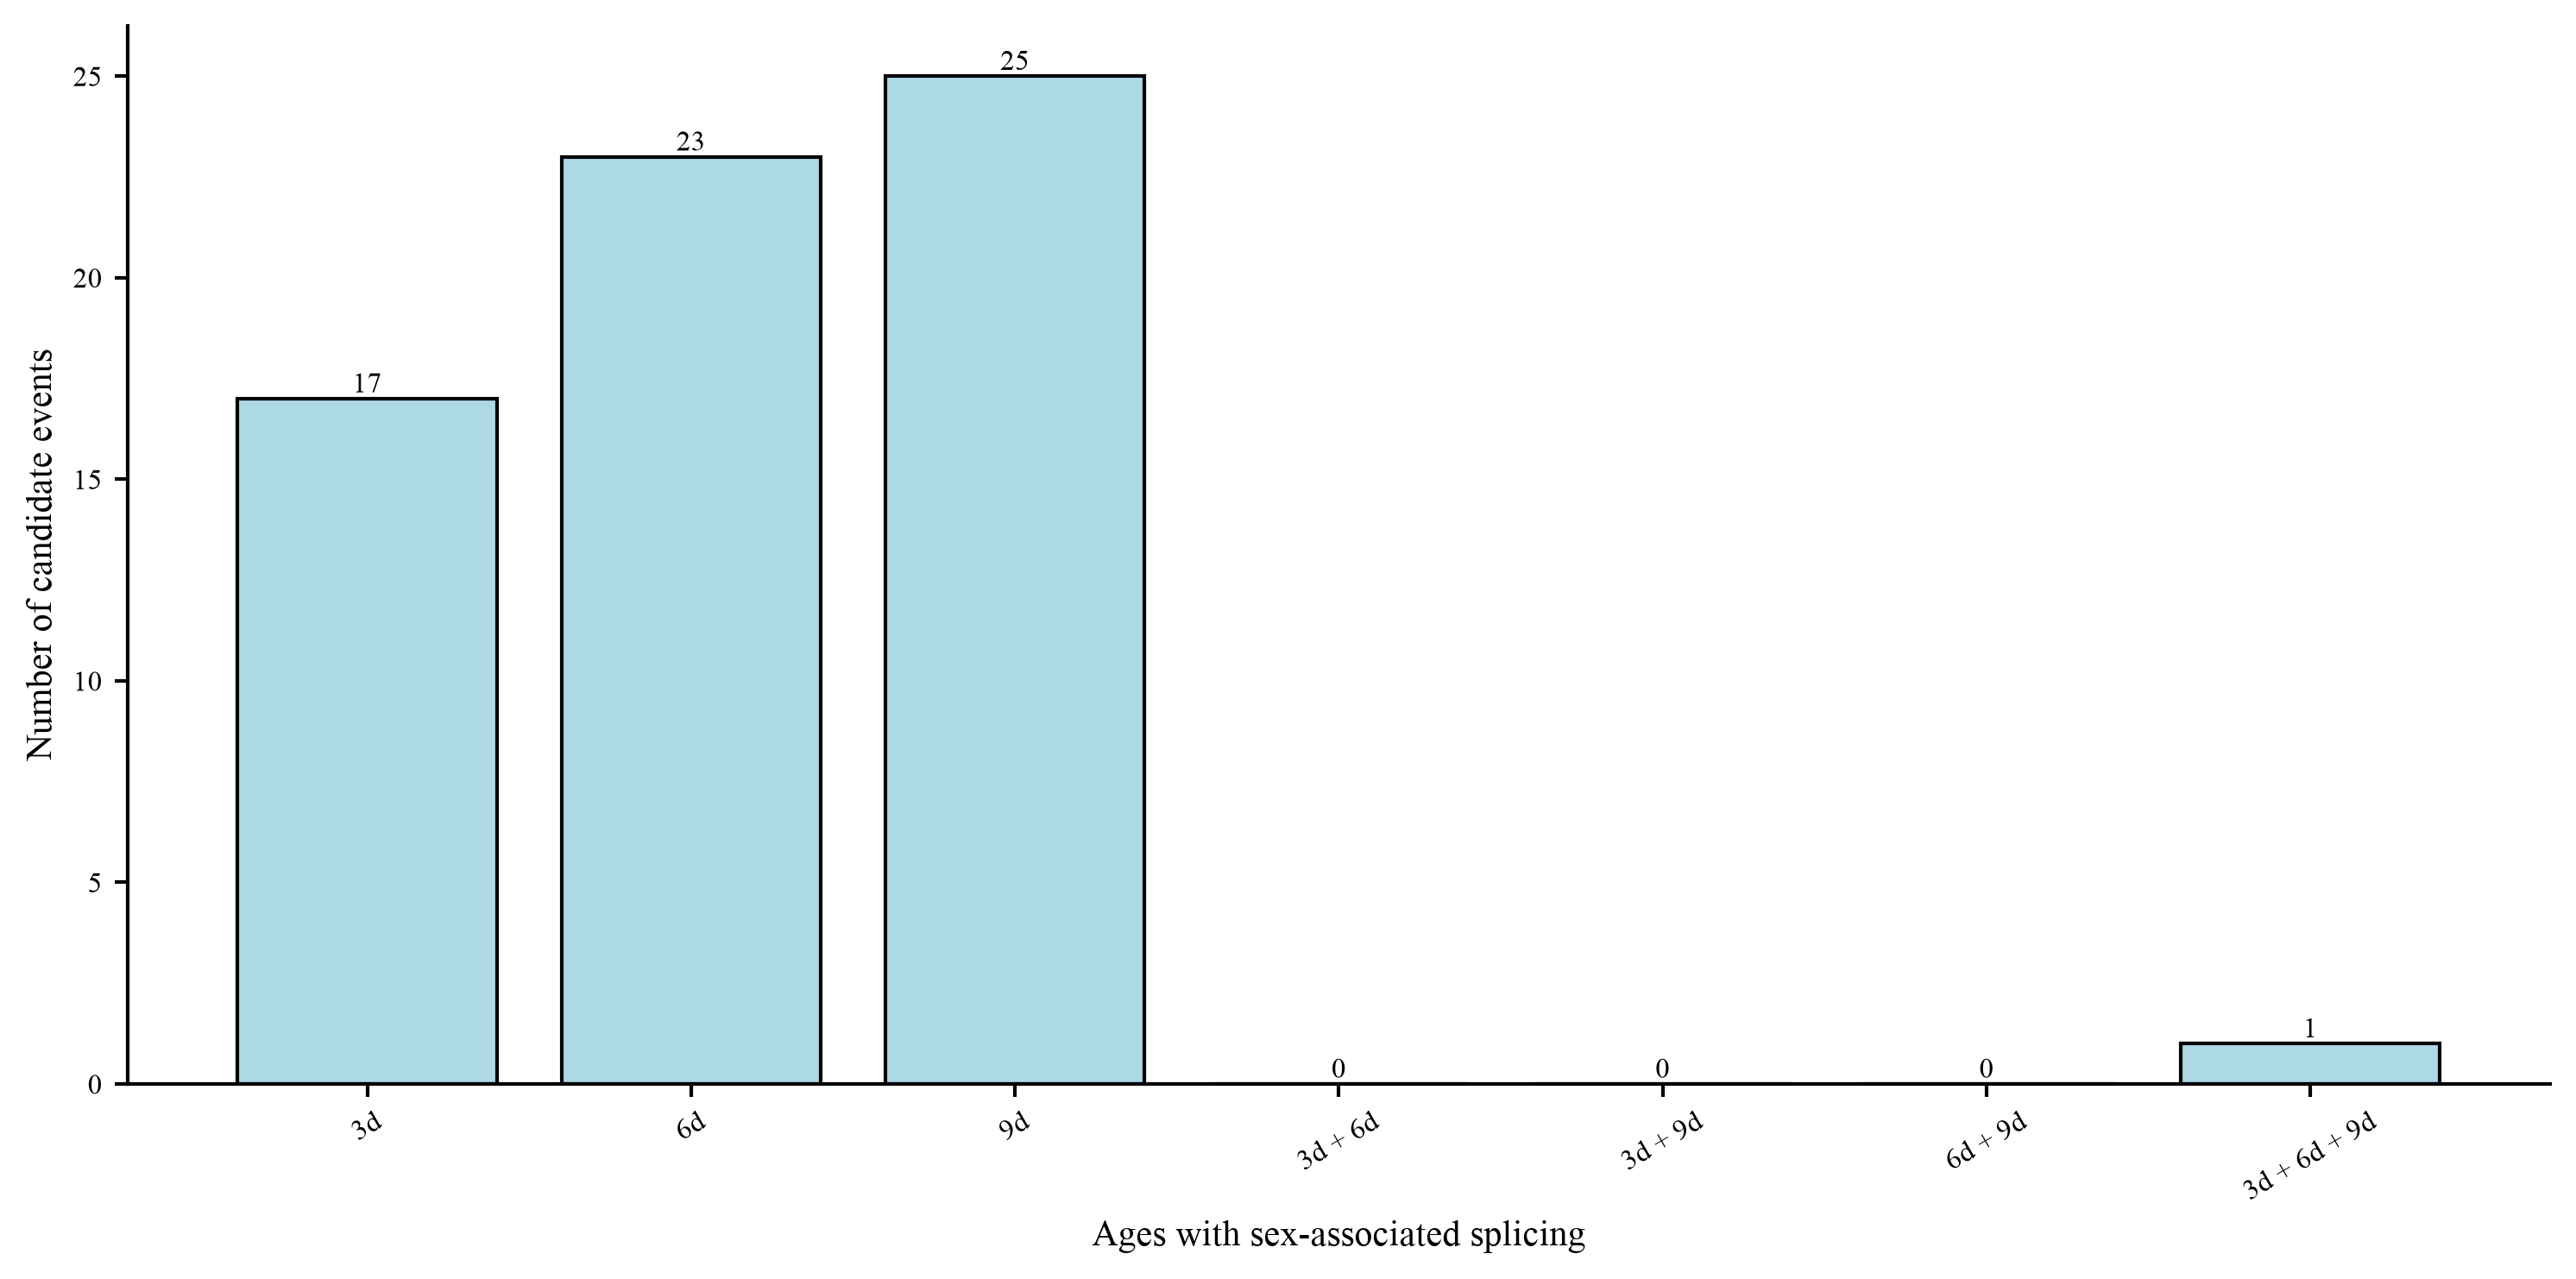 Number of candidate events
25
20
15
10
5
0
17
23
25
0
0
0
1
3d
6d
9d
3d + 6d
3d + 9d
6d + 9d
3d + 6d + 9d
Ages with sex-associated splicing